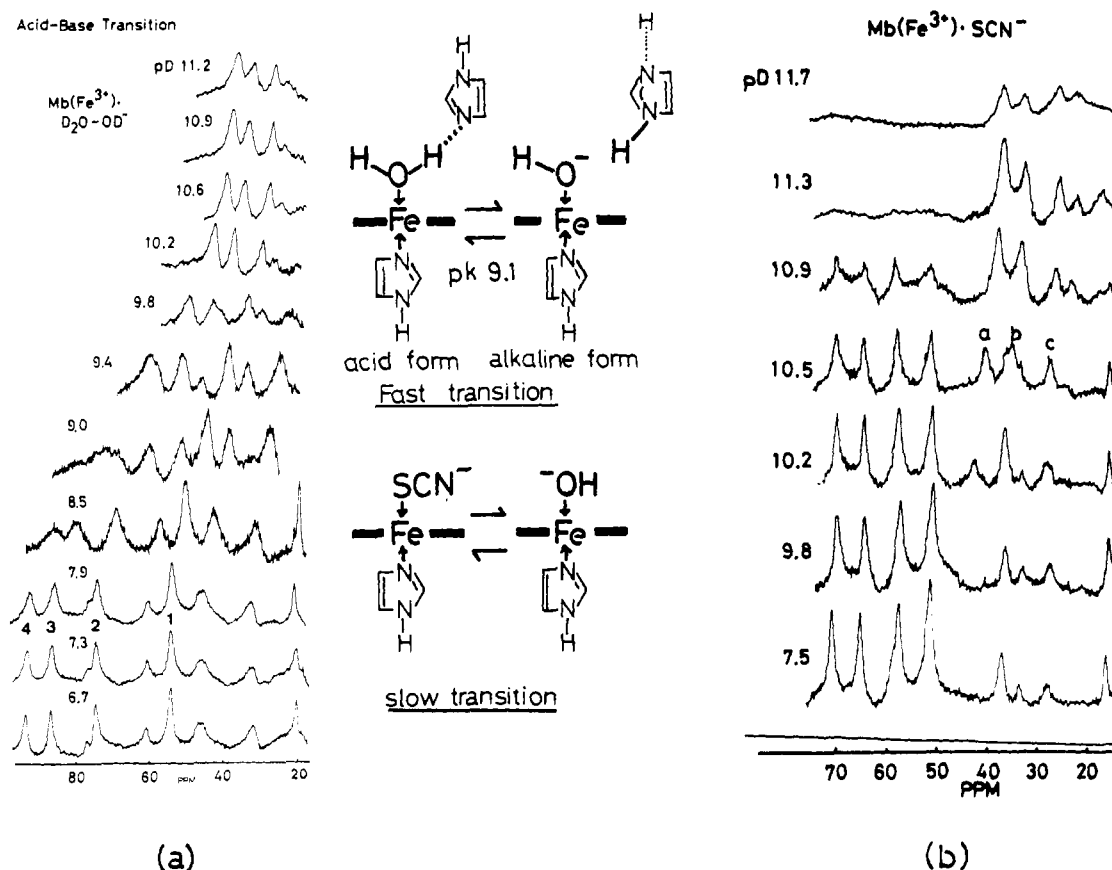 Acid-Base Transition
Mb(Fe³⁺)·
D₂O-OD⁻
pD 11.2
10.9
10.6
10.2
9.8
9.4
9.0
8.5
7.9
4 3 2 1
7.3
6.7
80 60 40 20
PPM
(a)
H
N
N
H H
O
Fe
N
N
H
acid form
pk 9.1
H
N
N
H
H O⁻
Fe
N
N
H
alkaline form
Fast transition
SCN⁻
Fe
N
N
H
⁻OH
Fe
N
N
H
slow transition
Mb(Fe³⁺)·SCN⁻
pD 11.7
11.3
10.9
10.5
a b c
10.2
9.8
7.5
70 60 50 40 30 20
PPM
(b)